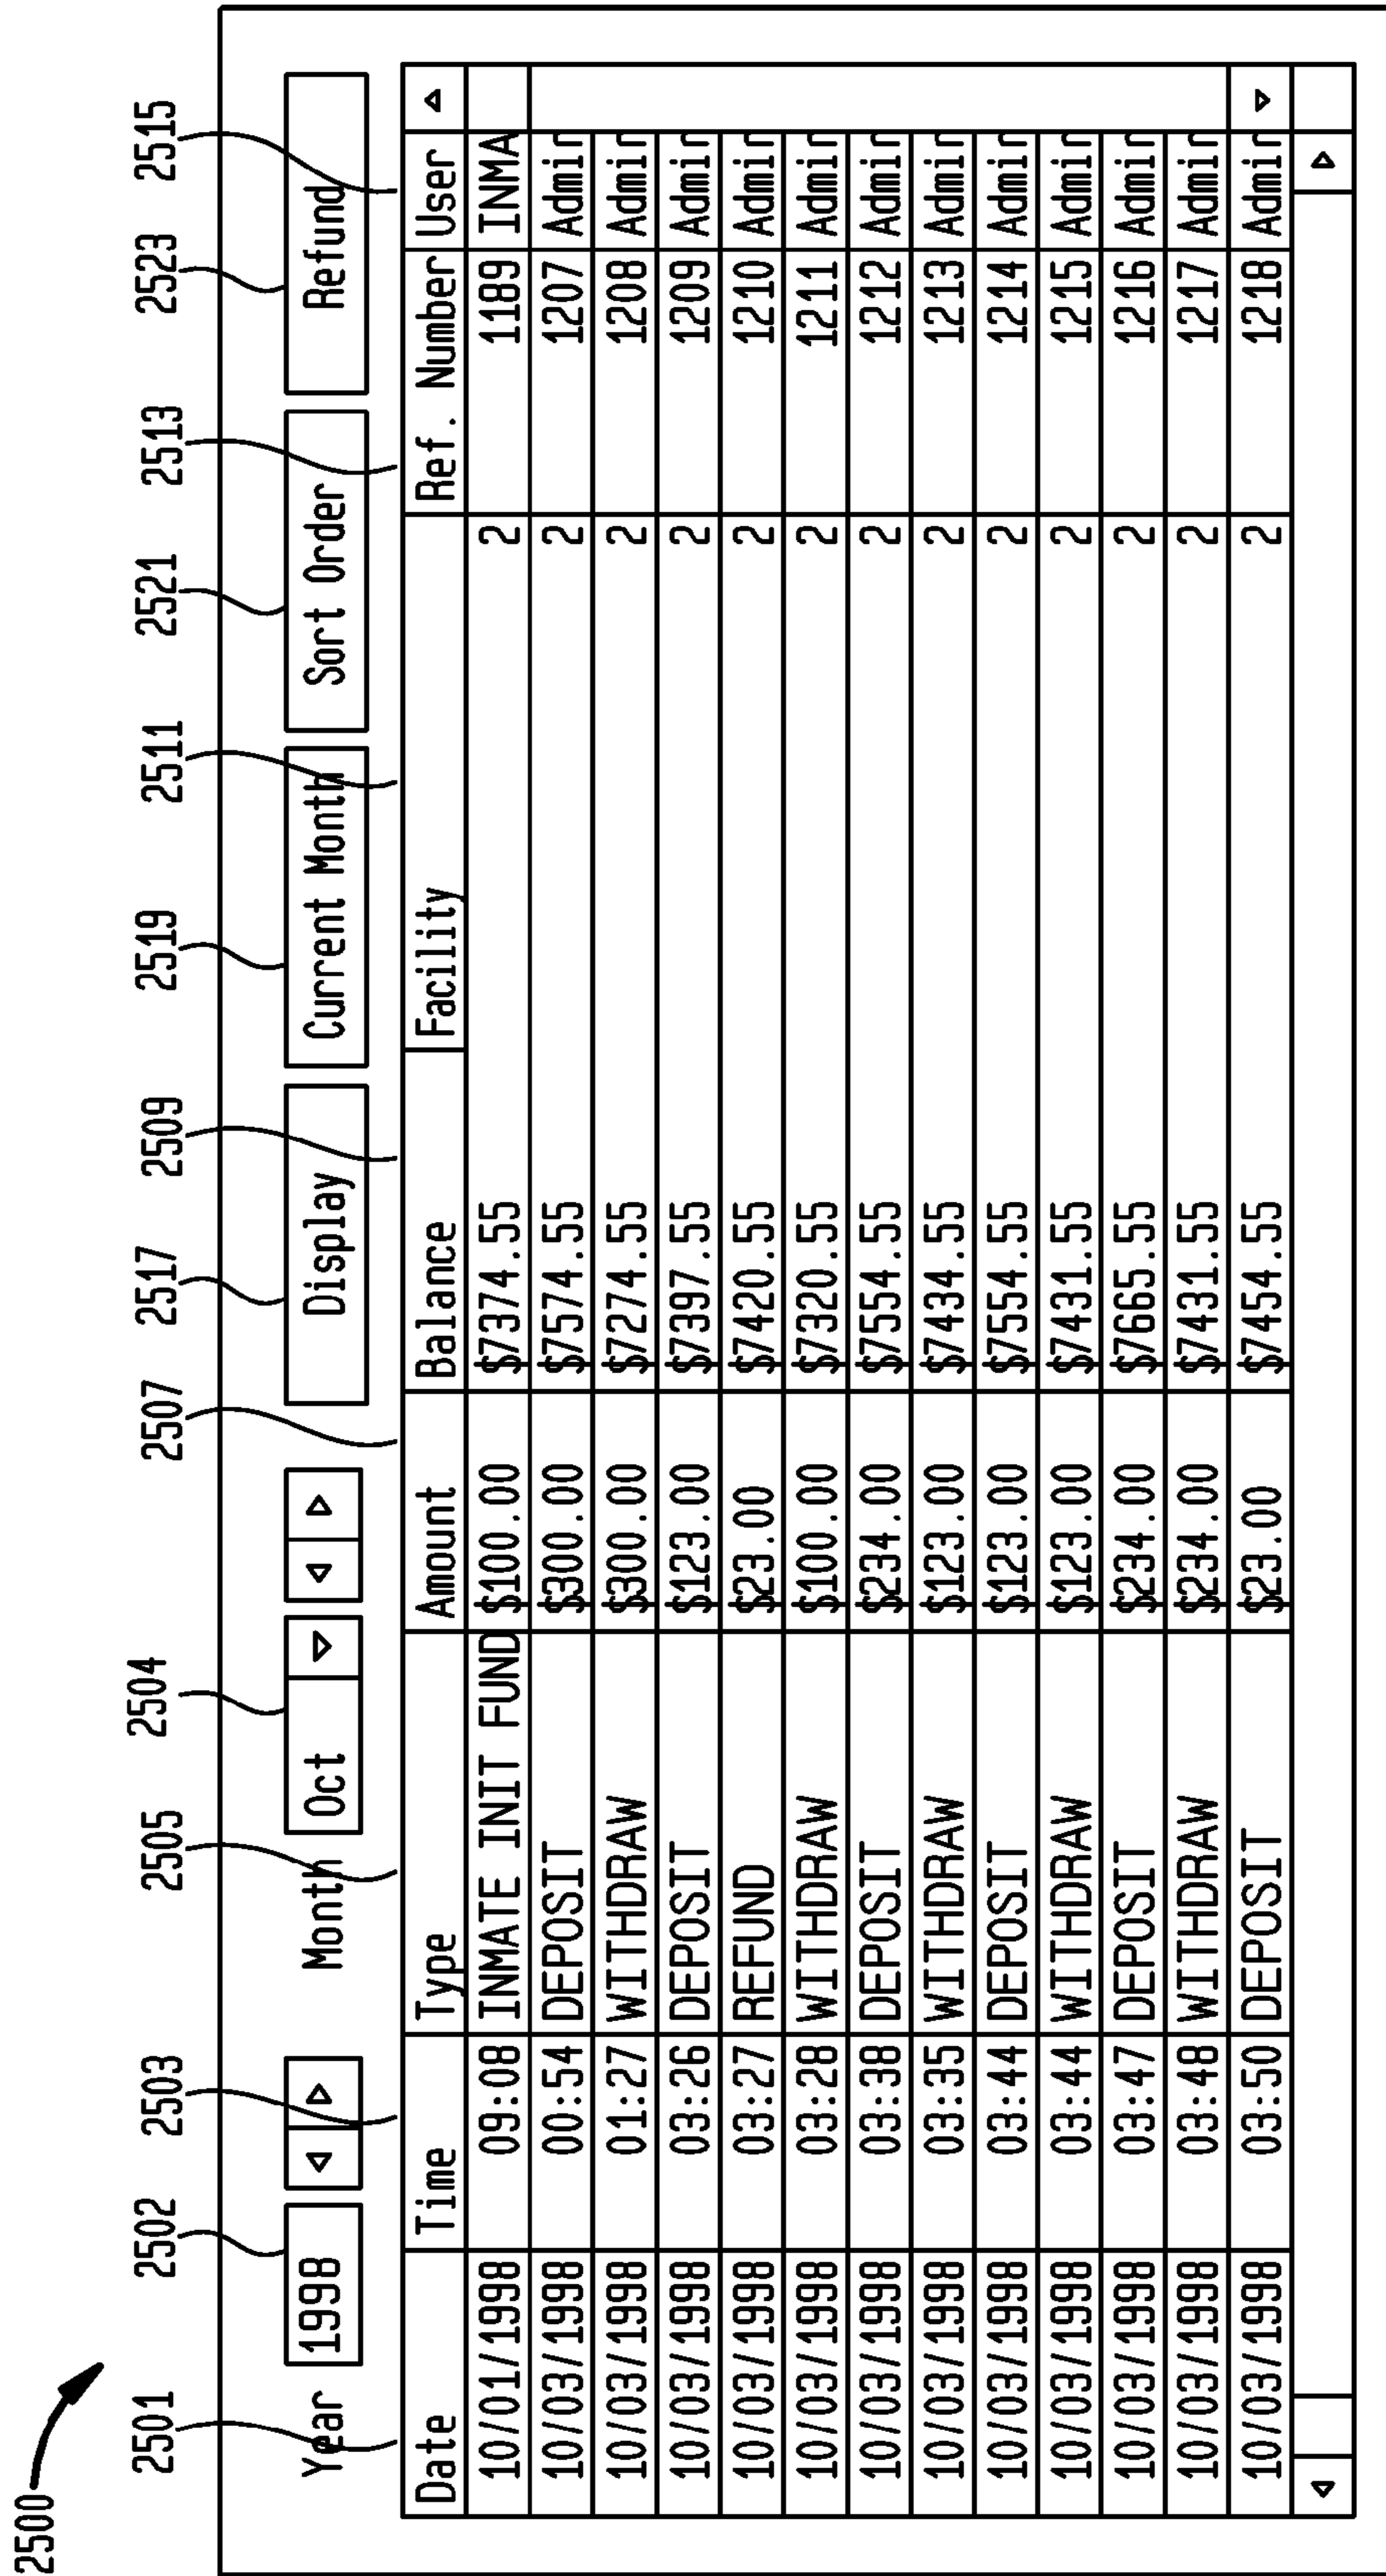 2500
2501 2502 2503 2505 2504 2507 2517 2509 2519 2511 2521 2513 2523 2515
Year 1998 Month Oct Display Current Month Sort Order Refund
Date Time Type Amount Balance Facility Ref. Number User
10/01/1998 09:08 INMATE INIT FUND $100.00 $7374.55 2 1189 INMA
10/03/1998 00:54 DEPOSIT $300.00 $7574.55 2 1207 Admin
10/03/1998 01:27 WITHDRAW $300.00 $7274.55 2 1208 Admin
10/03/1998 03:26 DEPOSIT $123.00 $7397.55 2 1209 Admin
10/03/1998 03:27 REFUND $23.00 $7420.55 2 1210 Admin
10/03/1998 03:28 WITHDRAW $100.00 $7320.55 2 1211 Admin
10/03/1998 03:38 DEPOSIT $234.00 $7554.55 2 1212 Admin
10/03/1998 03:35 WITHDRAW $123.00 $7434.55 2 1213 Admin
10/03/1998 03:44 DEPOSIT $123.00 $7554.55 2 1214 Admin
10/03/1998 03:44 WITHDRAW $123.00 $7431.55 2 1215 Admin
10/03/1998 03:47 DEPOSIT $234.00 $7665.55 2 1216 Admin
10/03/1998 03:48 WITHDRAW $234.00 $7431.55 2 1217 Admin
10/03/1998 03:50 DEPOSIT $23.00 $7454.55 2 1218 Admin